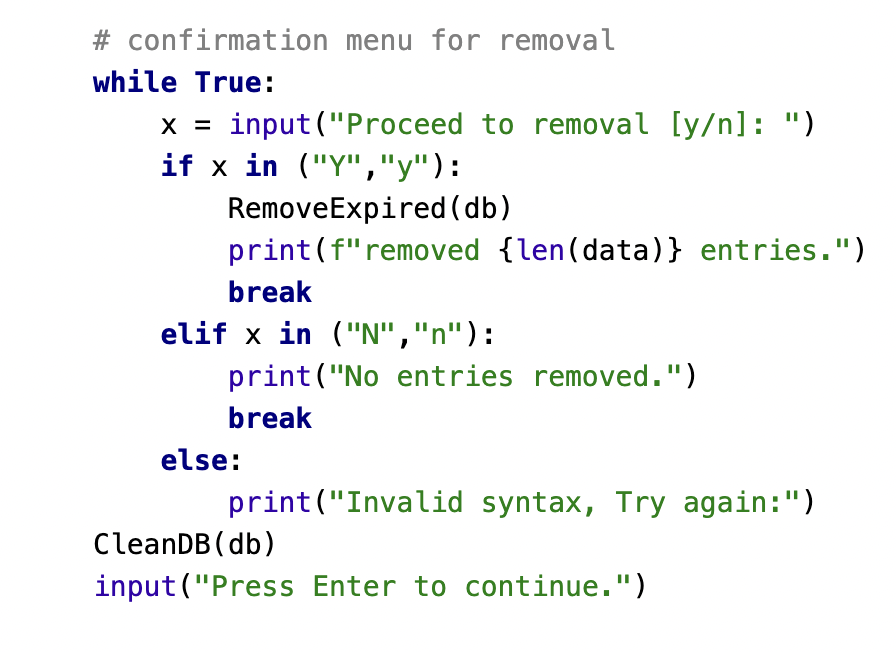 # confirmation menu for removal
while True:
    x = input("Proceed to removal [y/n]: ")
    if x in ("Y","y"):
        RemoveExpired(db)
        print(f"removed {len(data)} entries.")
        break
    elif x in ("N","n"):
        print("No entries removed.")
        break
    else:
        print("Invalid syntax, Try again:")
CleanDB(db)
input("Press Enter to continue.")